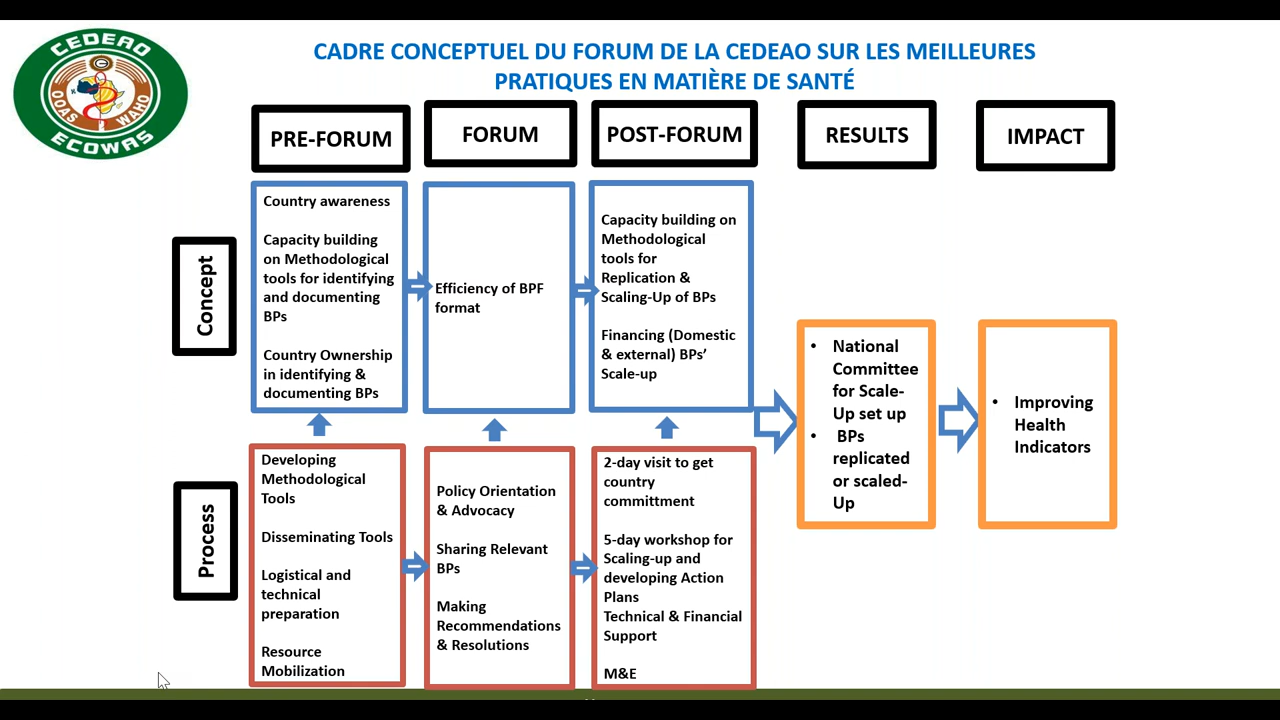 CEDEAO
OOAS WAHO
ECOWAS
CADRE CONCEPTUEL DU FORUM DE LA CEDEAO SUR LES MEILLEURES
PRATIQUES EN MATIÈRE DE SANTÉ
PRE-FORUM
FORUM
POST-FORUM
RESULTS
IMPACT
Concept
Country awareness
Capacity building
on Methodological
tools for identifying
and documenting
BPs
Country Ownership
in identifying &
documenting BPs
Efficiency of BPF
format
Capacity building on
Methodological
tools for
Replication &
Scaling-Up of BPs
Financing (Domestic
& external) BPs’
Scale-up
Process
Developing
Methodological
Tools
Disseminating Tools
Logistical and
technical
preparation
Resource
Mobilization
Policy Orientation
& Advocacy
Sharing Relevant
BPs
Making
Recommendations
& Resolutions
2-day visit to get
country
committment
5-day workshop for
Scaling-up and
developing Action
Plans
Technical & Financial
Support
M&E
• National
Committee
for Scale-
Up set up
• BPs
replicated
or scaled-
Up
• Improving
Health
Indicators